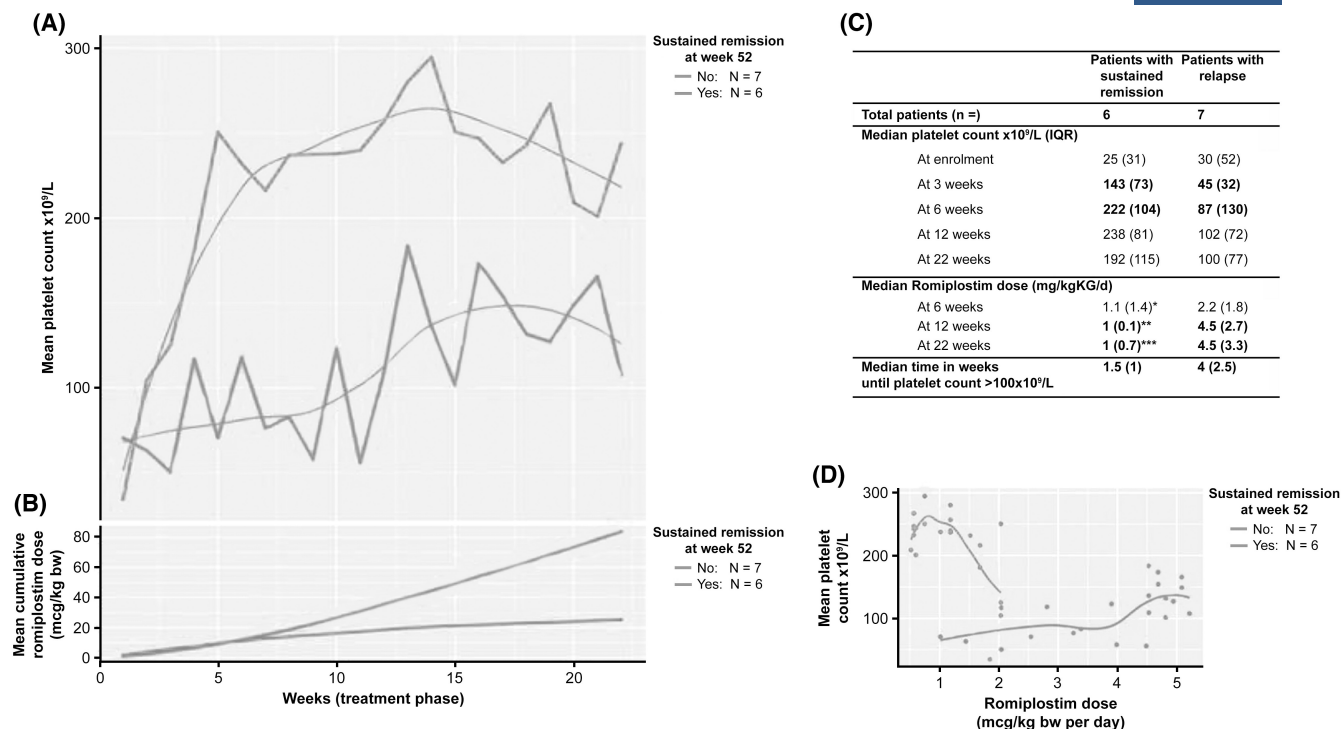 (A)
300
200
100
Mean platelet count x10⁹/L
Sustained remission
at week 52
No: N = 7
Yes: N = 6
(B)
80
60
40
20
0
Mean cumulative
romiplostim dose
(mcg/kg bw)
Sustained remission
at week 52
No: N = 7
Yes: N = 6
0 5 10 15 20
Weeks (treatment phase)
(C)
Patients with Patients with
sustained relapse
remission
Total patients (n =) 6 7
Median platelet count x10⁹/L (IQR)
At enrolment 25 (31) 30 (52)
At 3 weeks 143 (73) 45 (32)
At 6 weeks 222 (104) 87 (130)
At 12 weeks 238 (81) 102 (72)
At 22 weeks 192 (115) 100 (77)
Median Romiplostim dose (mg/kgKG/d)
At 6 weeks 1.1 (1.4)* 2.2 (1.8)
At 12 weeks 1 (0.1)** 4.5 (2.7)
At 22 weeks 1 (0.7)*** 4.5 (3.3)
Median time in weeks 1.5 (1) 4 (2.5)
until platelet count >100x10⁹/L
(D)
300
200
100
Mean platelet
count x10⁹/L
Sustained remission
at week 52
No: N = 7
Yes: N = 6
1 2 3 4 5
Romiplostim dose
(mcg/kg bw per day)